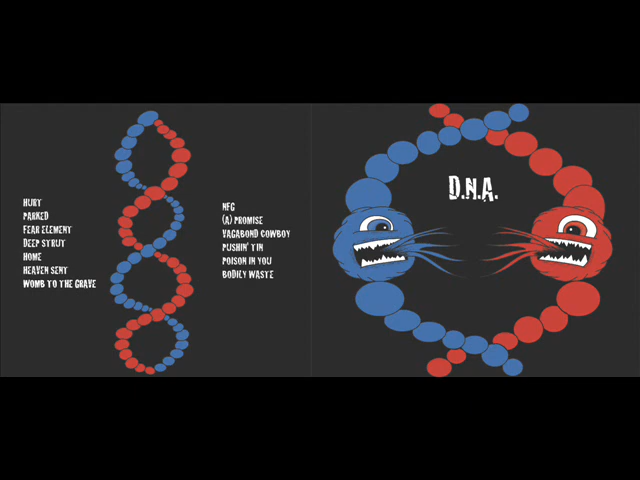 HURT
PARKED
FEAR ELEMENT
DEEP STRUT
HOME
HEAVEN SENT
WOMB TO THE GRAVE
NFG
(A) PROMISE
VAGABOND COWBOY
PUSHIN' TIN
POISON IN YOU
BODILY WASTE
D.N.A.